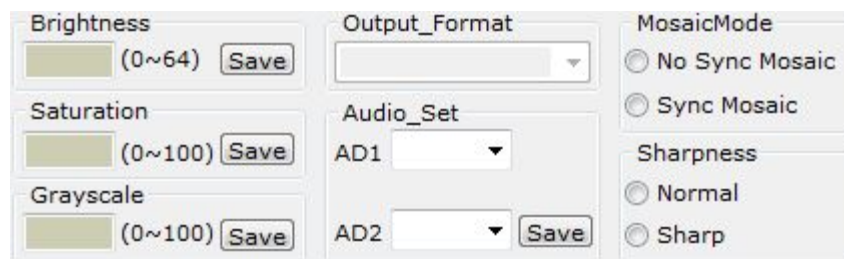 Brightness
(0~64) Save
Saturation
(0~100) Save
Grayscale
(0~100) Save
Output_Format
Audio_Set
AD1
AD2 Save
MosaicMode
No Sync Mosaic
Sync Mosaic
Sharpness
Normal
Sharp